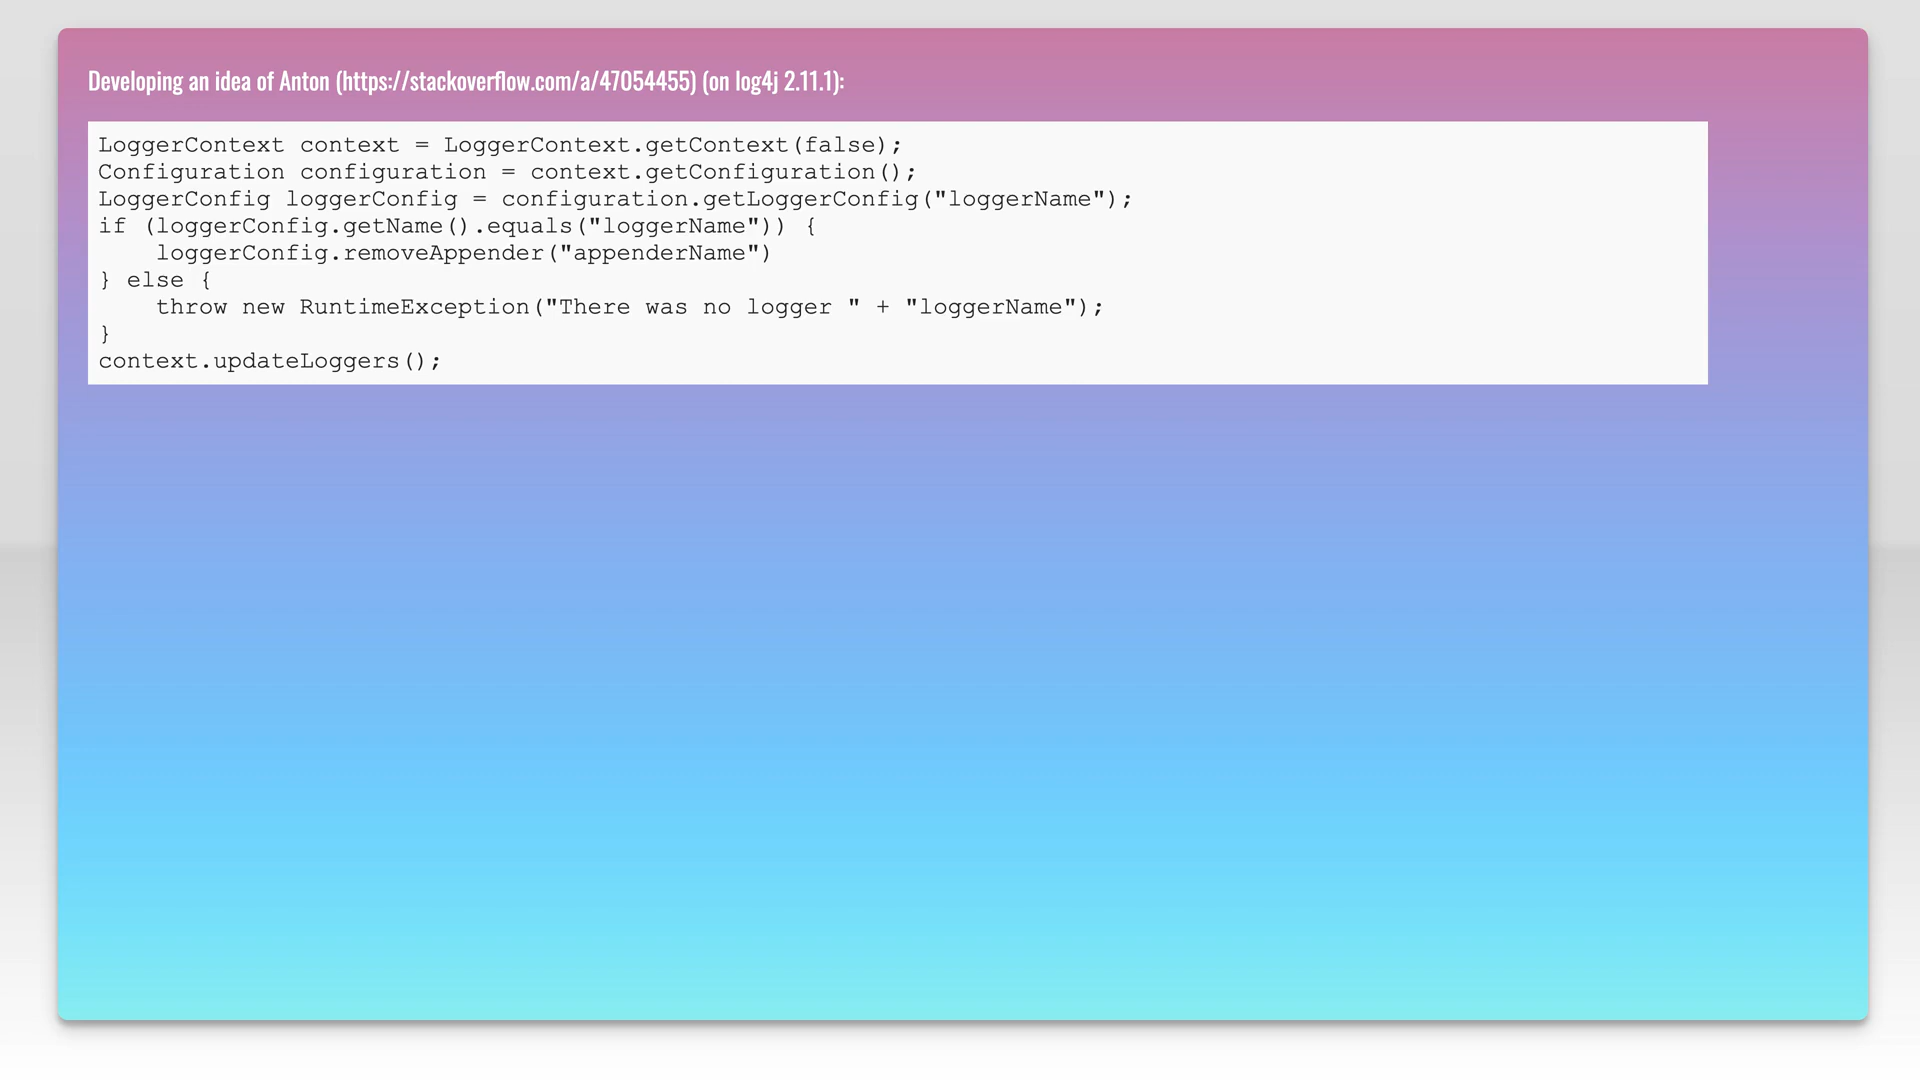 Developing an idea of Anton (https://stackoverflow.com/a/47054455) (on log4j 2.11.1):
LoggerContext context = LoggerContext.getContext(false);
Configuration configuration = context.getConfiguration();
LoggerConfig loggerConfig = configuration.getLoggerConfig("loggerName");
if (loggerConfig.getName().equals("loggerName")) {
    loggerConfig.removeAppender("appenderName")
} else {
    throw new RuntimeException("There was no logger " + "loggerName");
}
context.updateLoggers();